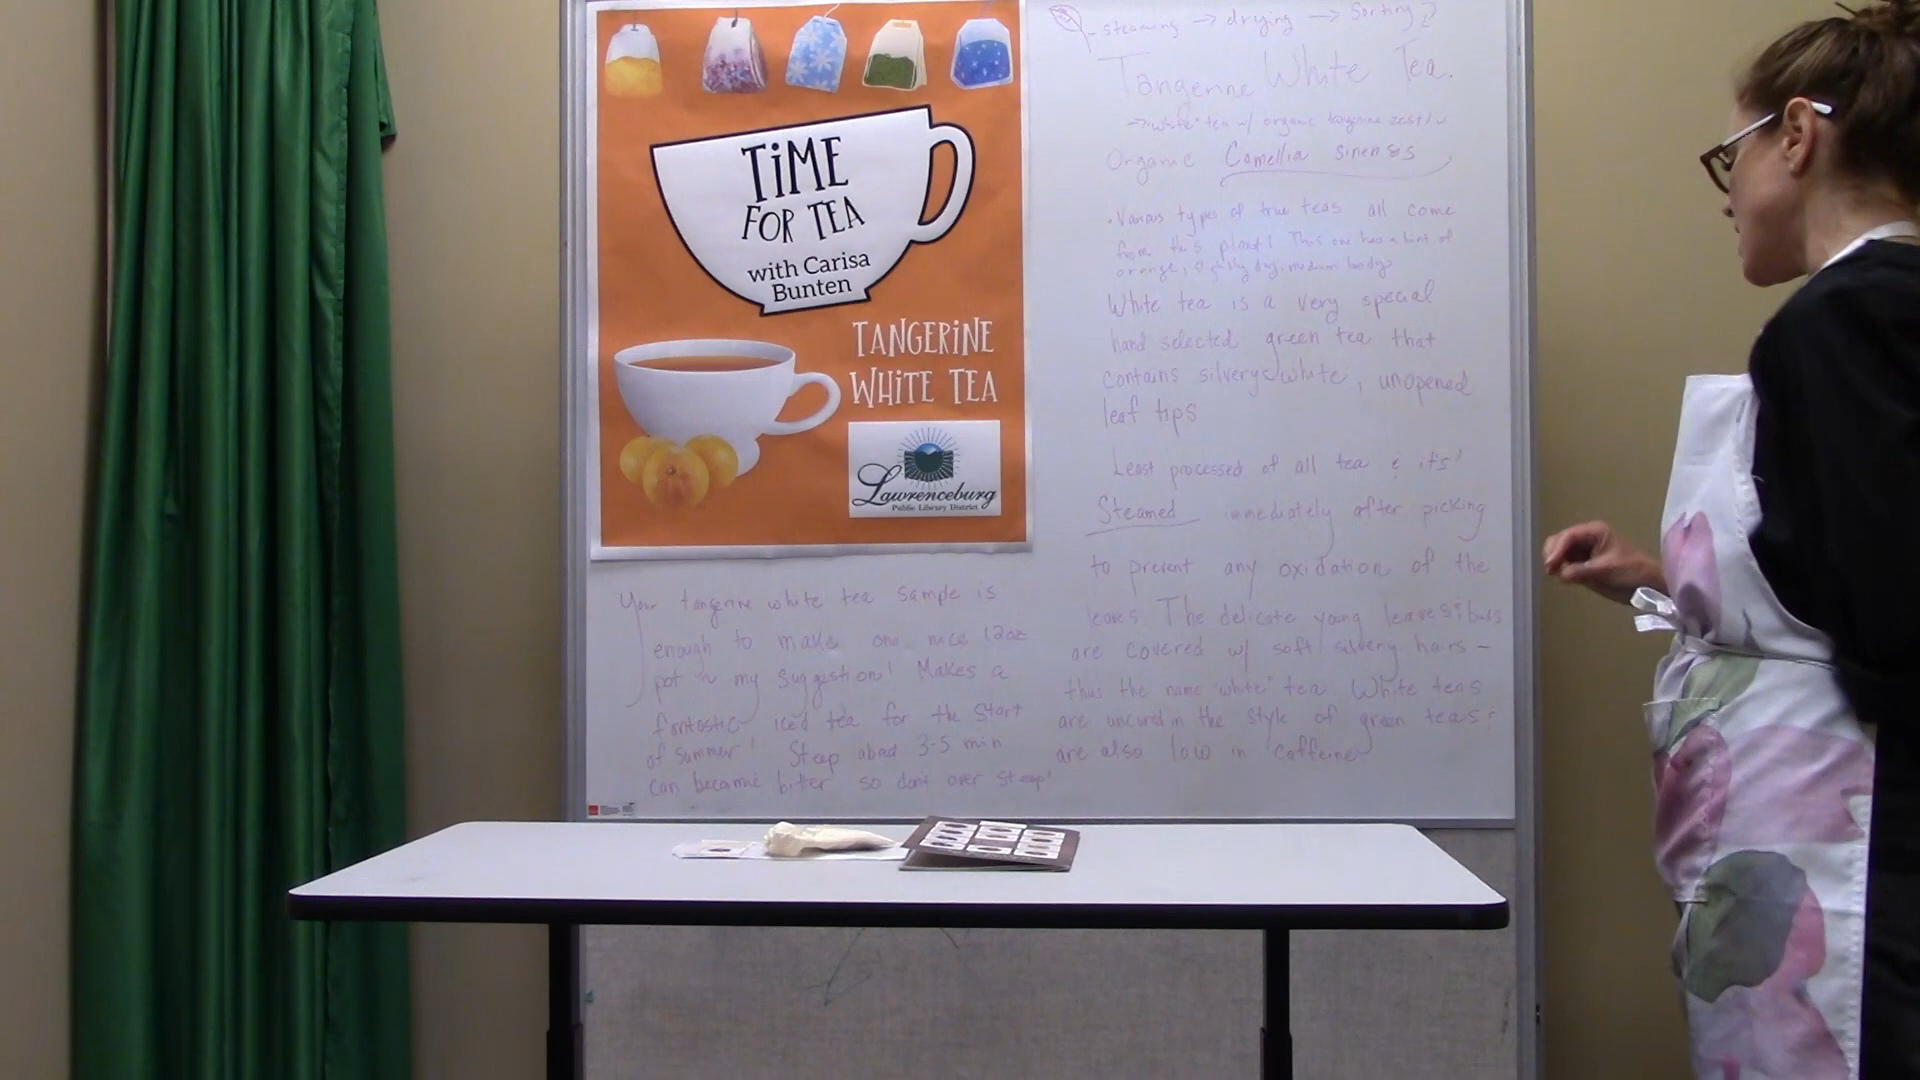 TiME
FOR TEA
with Carisa
Bunten
TANGERiNE
WHiTE TEA
Lawrenceburg
Public Library District
Your tangerine white tea sample is
enough to make one nice 12oz
pot in my suggestion! Makes a
fantastic iced tea for the start
of summer! Steep about 3-5 min
can become bitter so don't over steep!
- steaming → drying → Sorting
Tangerine White Tea.
→ "white" tea w/ organic tangerine zest
Organic Camellia sinensis
• Various types of true teas all come
from this plant! This one has a hint of
orange, slightly dry, medium body
White tea is a very special
hand selected green tea that
contains silvery white, unopened
leaf tips
Least processed of all tea & it's
Steamed immediately after picking
to prevent any oxidation of the
leaves. The delicate young leaves & buds
are covered w/ soft silvery hairs -
thus the name "white" tea. White teas
are uncured in the style of green teas &
are also low in caffeine